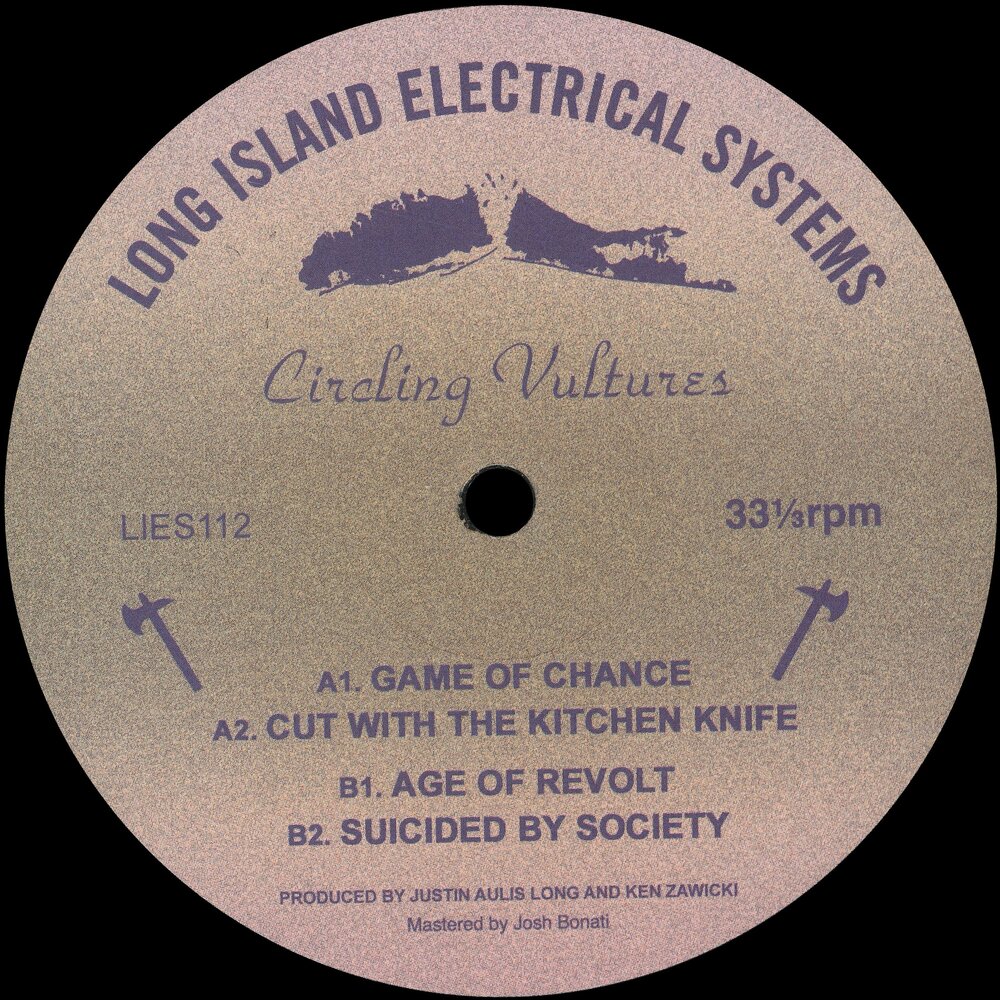 LONG ISLAND ELECTRICAL SYSTEMS
Circling Vultures
LIES112
33⅓rpm
A1. GAME OF CHANCE
A2. CUT WITH THE KITCHEN KNIFE
B1. AGE OF REVOLT
B2. SUICIDED BY SOCIETY
PRODUCED BY JUSTIN AULIS LONG AND KEN ZAWICKI
Mastered by Josh Bonati